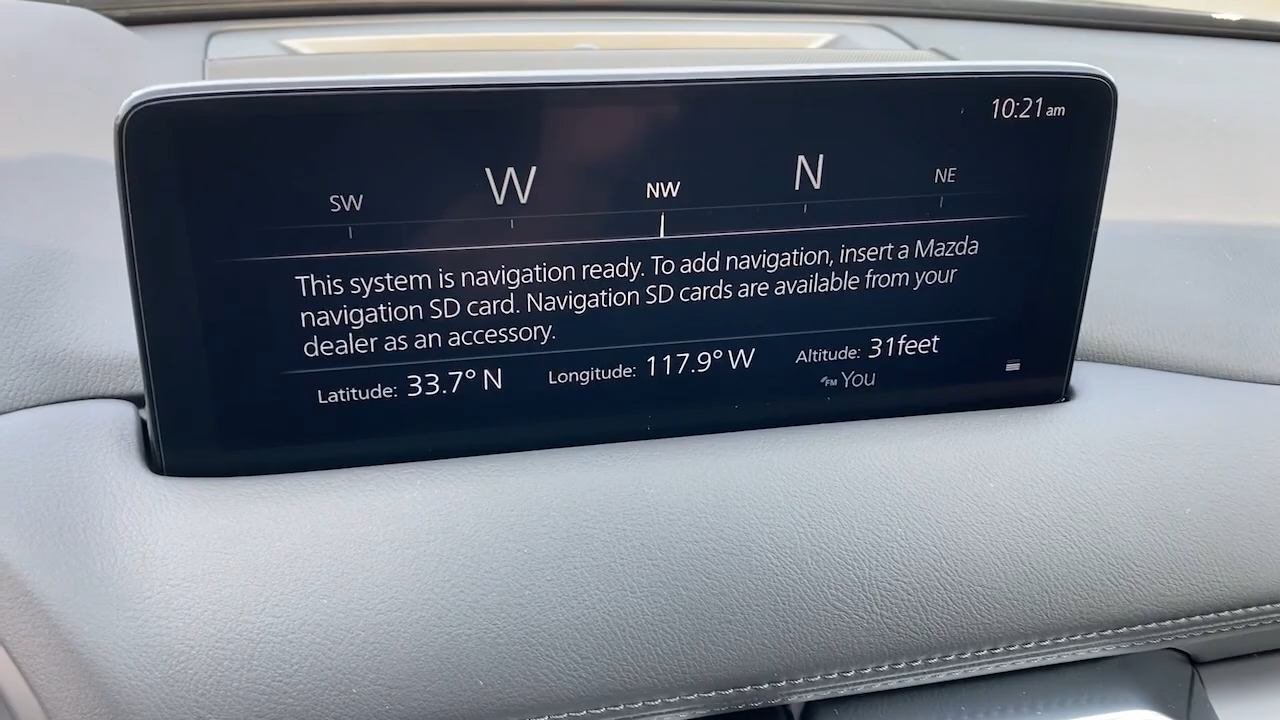 10:21 am
SW W NW N NE
This system is navigation ready. To add navigation, insert a Mazda
navigation SD card. Navigation SD cards are available from your
dealer as an accessory.
Latitude: 33.7° N Longitude: 117.9° W Altitude: 31feet
FM You